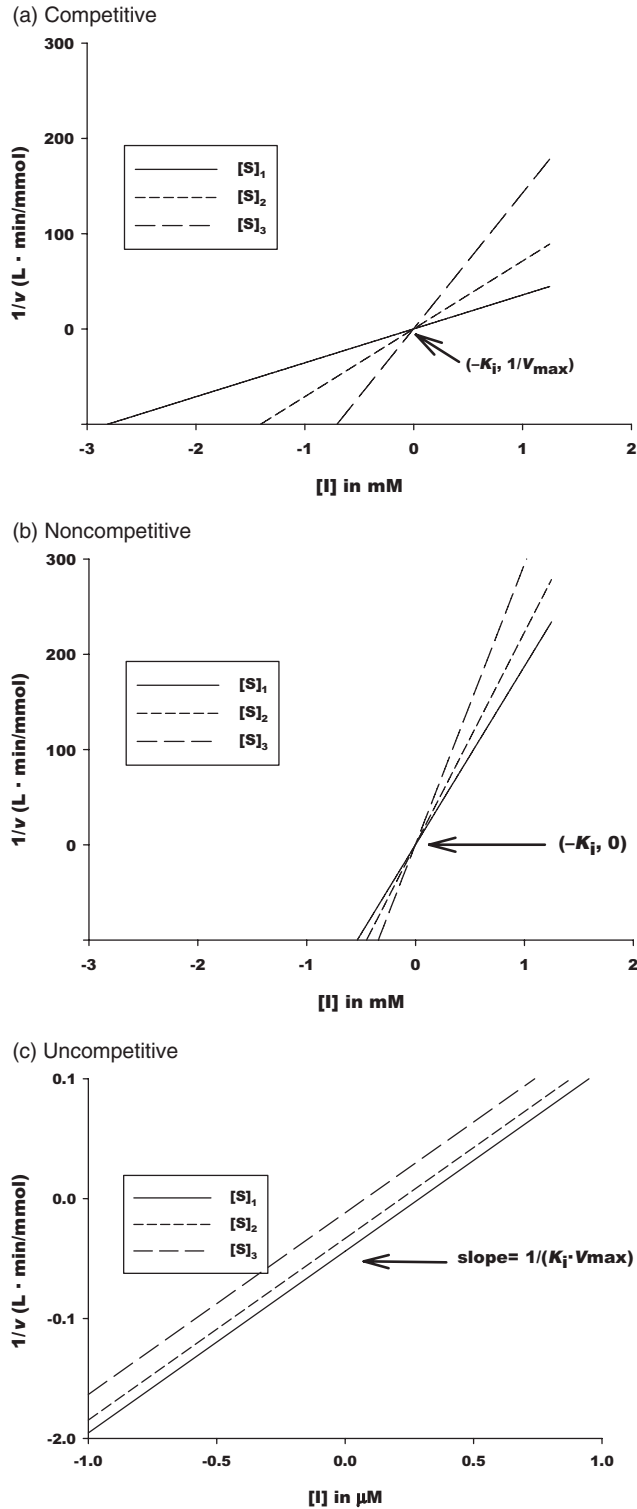 (a) Competitive
300
200
100
0
1/v (L · min/mmol)
[S]₁
[S]₂
[S]₃
(–Kᵢ, 1/Vmax)
-3 -2 -1 0 1 2
[I] in mM
(b) Noncompetitive
300
200
100
0
1/v (L · min/mmol)
[S]₁
[S]₂
[S]₃
(–Kᵢ, 0)
-3 -2 -1 0 1 2
[I] in mM
(c) Uncompetitive
0.1
0.0
-0.1
-2.0
1/v (L · min/mmol)
[S]₁
[S]₂
[S]₃
slope= 1/(Kᵢ·Vmax)
-1.0 -0.5 0.0 0.5 1.0
[I] in µM